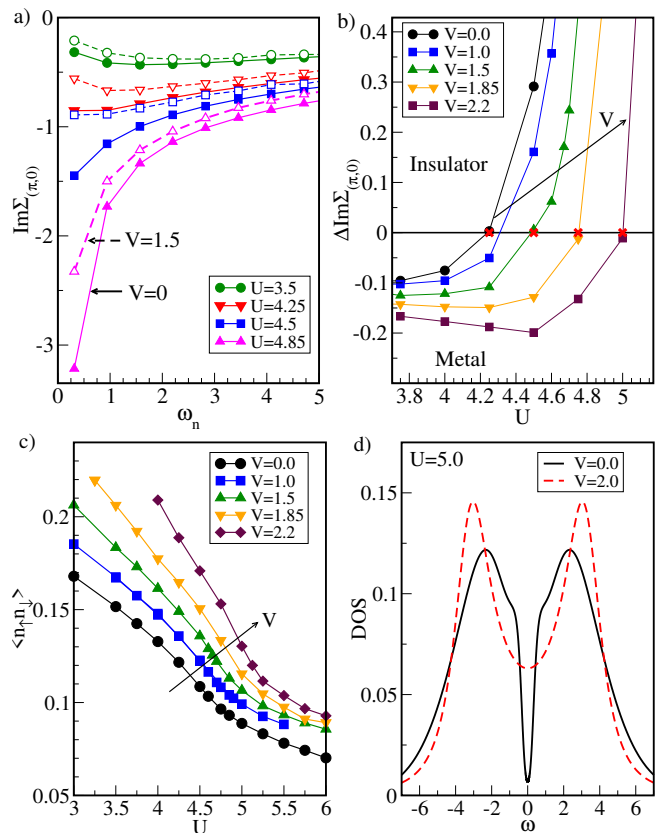 a)
0
-1
-2
-3
ImΣ(π,0)
V=1.5
V=0
U=3.5
U=4.25
U=4.5
U=4.85
0 1 2 3 4 5
ωn
b)
V=0.0
V=1.0
V=1.5
V=1.85
V=2.2
0.4
0.3
0.2
0.1
0
-0.1
-0.2
ΔImΣ(π,0)
V
Insulator
Metal
3.8 4 4.2 4.4 4.6 4.8 5
U
c)
V=0.0
V=1.0
V=1.5
V=1.85
V=2.2
0.2
0.15
0.1
0.05
<n↑n↓>
V
3 3.5 4 4.5 5 5.5 6
U
d)
U=5.0
V=0.0
V=2.0
0.15
0.1
0.05
0
DOS
-6 -4 -2 0 2 4 6
ω